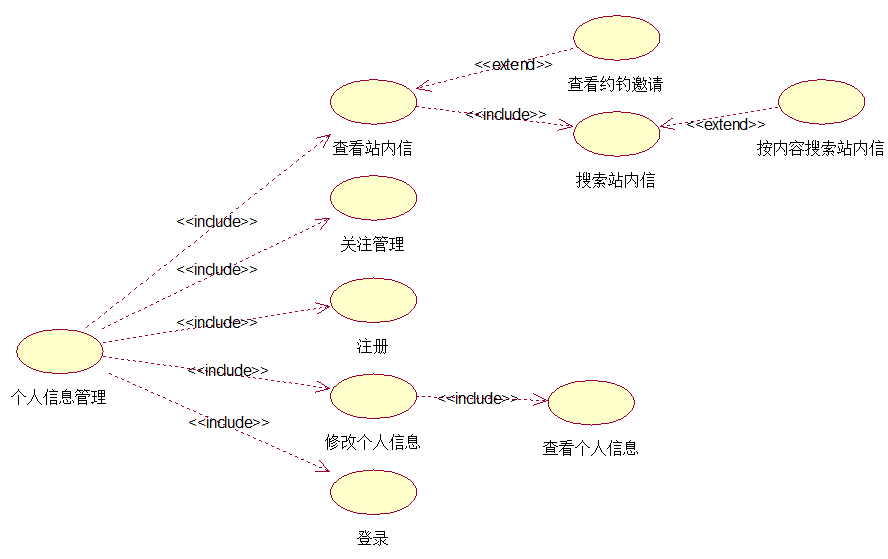 <<extend>>
查看约钓邀请
<<include>>
<<extend>>
查看站内信
按内容搜索站内信
搜索站内信
<<include>>
关注管理
<<include>>
<<include>>
注册
<<include>>
个人信息管理
<<include>>
修改个人信息
查看个人信息
<<include>>
登录